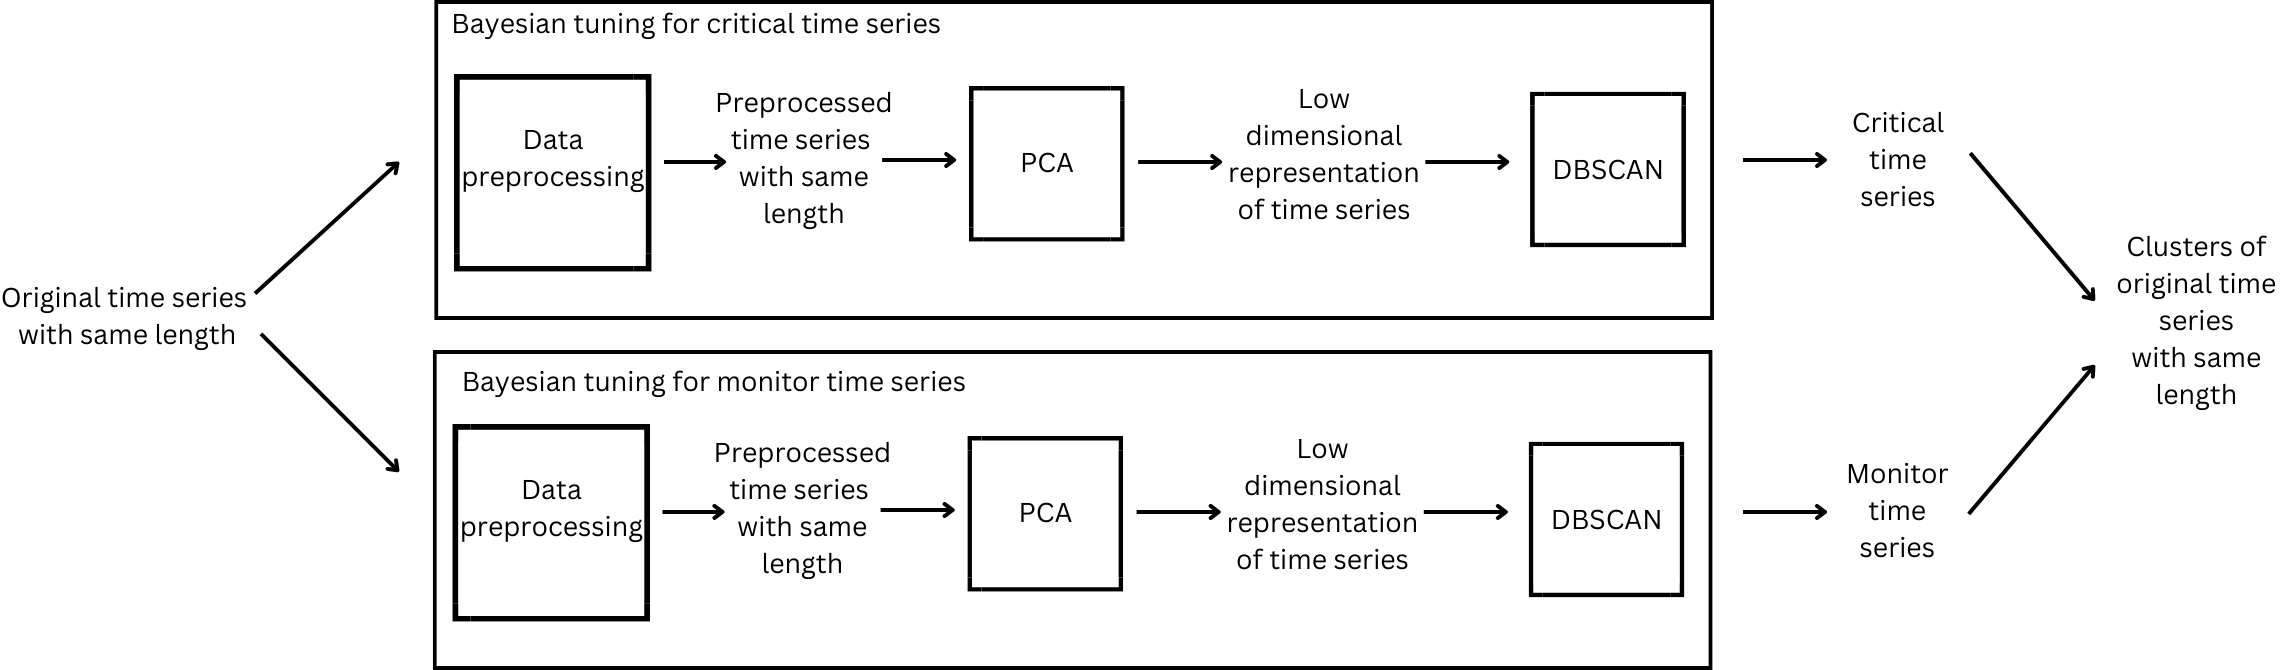 Bayesian tuning for critical time series
Data
preprocessing
Preprocessed
time series
with same
length
PCA
Low
dimensional
representation
of time series
DBSCAN
Critical
time
series
Original time series
with same length
Clusters of
original time
series
with same
length
Bayesian tuning for monitor time series
Data
preprocessing
Preprocessed
time series
with same
length
PCA
Low
dimensional
representation
of time series
DBSCAN
Monitor
time
series